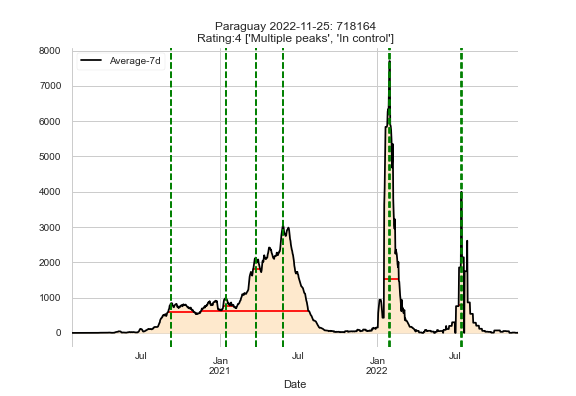 Paraguay 2022-11-25: 718164
Rating:4 ['Multiple peaks', 'In control']
8000
7000
6000
5000
4000
3000
2000
1000
0
Average-7d
Jul
Jan
2021
Jul
Jan
2022
Jul
Date